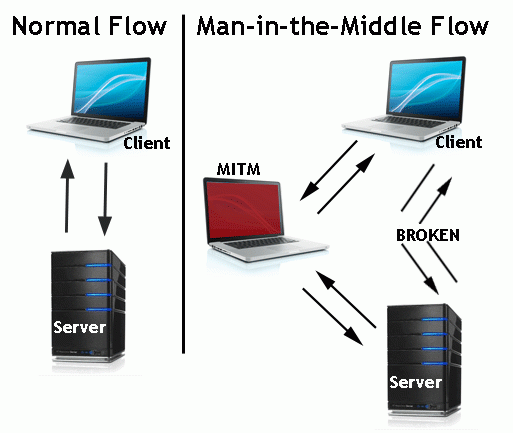 Normal Flow
Man-in-the-Middle Flow
Client
Server
Client
MITM
BROKEN
Server